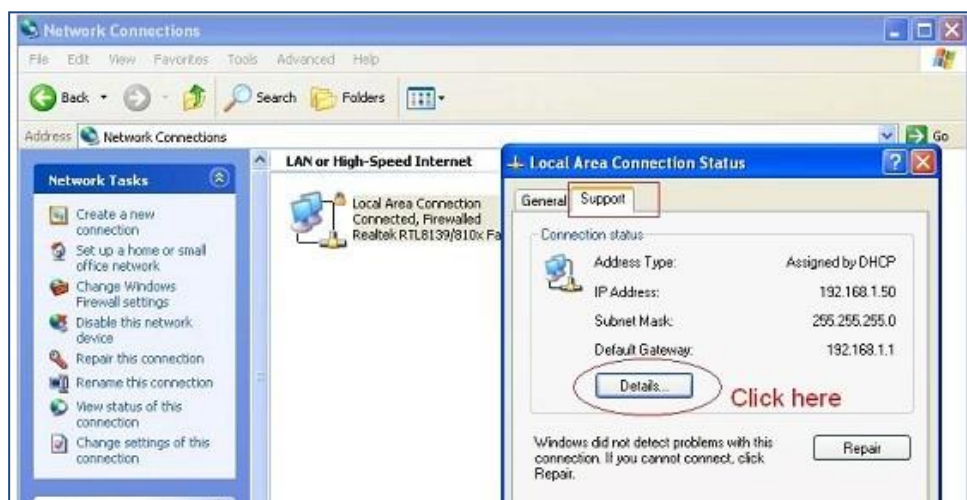 Network Connections
File Edit View Favorites Tools Advanced Help
Back Search Folders
Address Network Connections Go
Network Tasks
Create a new
connection
Set up a home or small
office network
Change Windows
Firewall settings
Disable this network
device
Repair this connection
Rename this connection
View status of this
connection
Change settings of this
connection
LAN or High-Speed Internet
Local Area Connection
Connected, Firewalled
Realtek RTL8139/810x Fa
Local Area Connection Status
General Support
Connection status
Address Type: Assigned by DHCP
IP Address: 192.168.1.50
Subnet Mask: 255.255.255.0
Default Gateway: 192.168.1.1
Details...
Click here
Windows did not detect problems with this
connection. If you cannot connect, click
Repair.
Repair